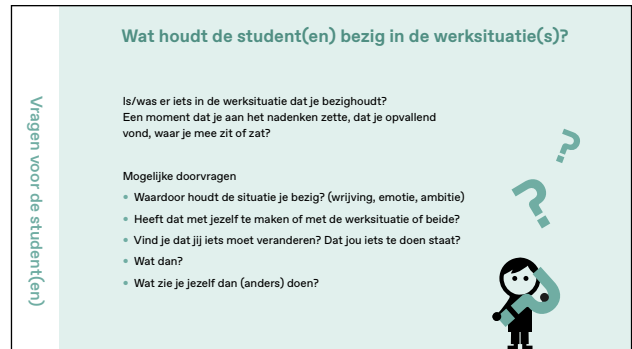 Wat houdt de student(en) bezig in de werksituatie(s)?
Vragen voor de student(en)
Is/was er iets in de werksituatie dat je bezighoudt?
Een moment dat je aan het nadenken zette, dat je opvallend
vond, waar je mee zit of zat?
Mogelijke doorvragen
• Waardoor houdt de situatie je bezig? (wrijving, emotie, ambitie)
• Heeft dat met jezelf te maken of met de werksituatie of beide?
• Vind je dat jij iets moet veranderen? Dat jou iets te doen staat?
• Wat dan?
• Wat zie je jezelf dan (anders) doen?
?
?
?